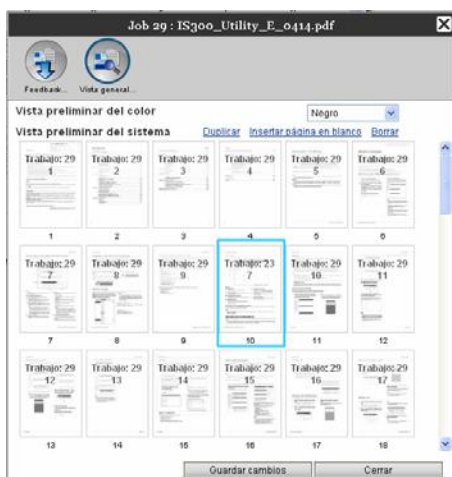 Job 29 : IS300_Utility_E_0414.pdf
Feedback... Vista general...
Vista preliminar del color Negro
Vista preliminar del sistema Duplicar Insertar página en blanco Borrar
Trabajo: 29 Trabajo: 29 Trabajo: 29 Trabajo: 29 Trabajo: 29 Trabajo: 29
1 2 3 4 5 6
1 2 3 4 5 6
Trabajo: 29 Trabajo: 29 Trabajo: 29 Trabajo: 23 Trabajo: 29 Trabajo: 29
7 8 9 7 10 11
7 8 9 10 11 12
Trabajo: 29 Trabajo: 29 Trabajo: 29 Trabajo: 29 Trabajo: 29 Trabajo: 29
12 13 14 15 16 17
13 14 15 16 17 18
Guardar cambios Cerrar